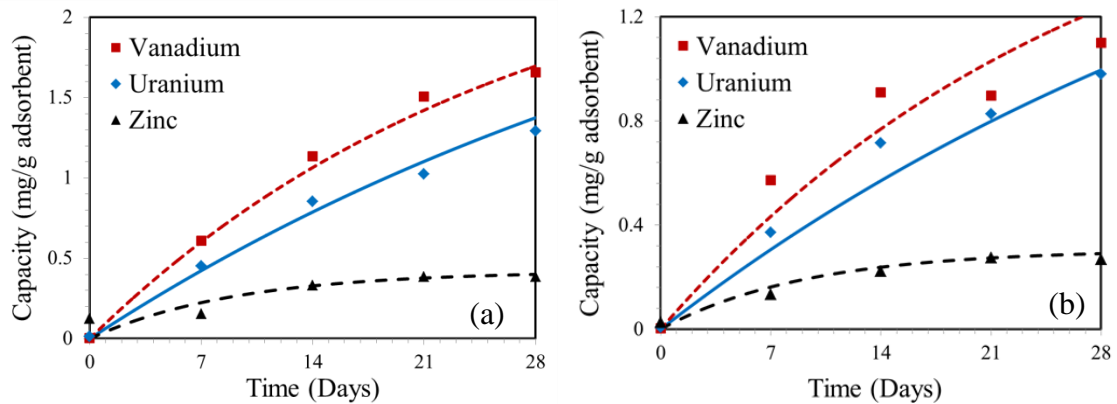 Capacity (mg/g adsorbent)
2
1.5
1
0.5
0
Vanadium
Uranium
Zinc
(a)
0 7 14 21 28
Time (Days)
Capacity (mg/g adsorbent)
1.2
0.8
0.4
0
Vanadium
Uranium
Zinc
(b)
0 7 14 21 28
Time (Days)